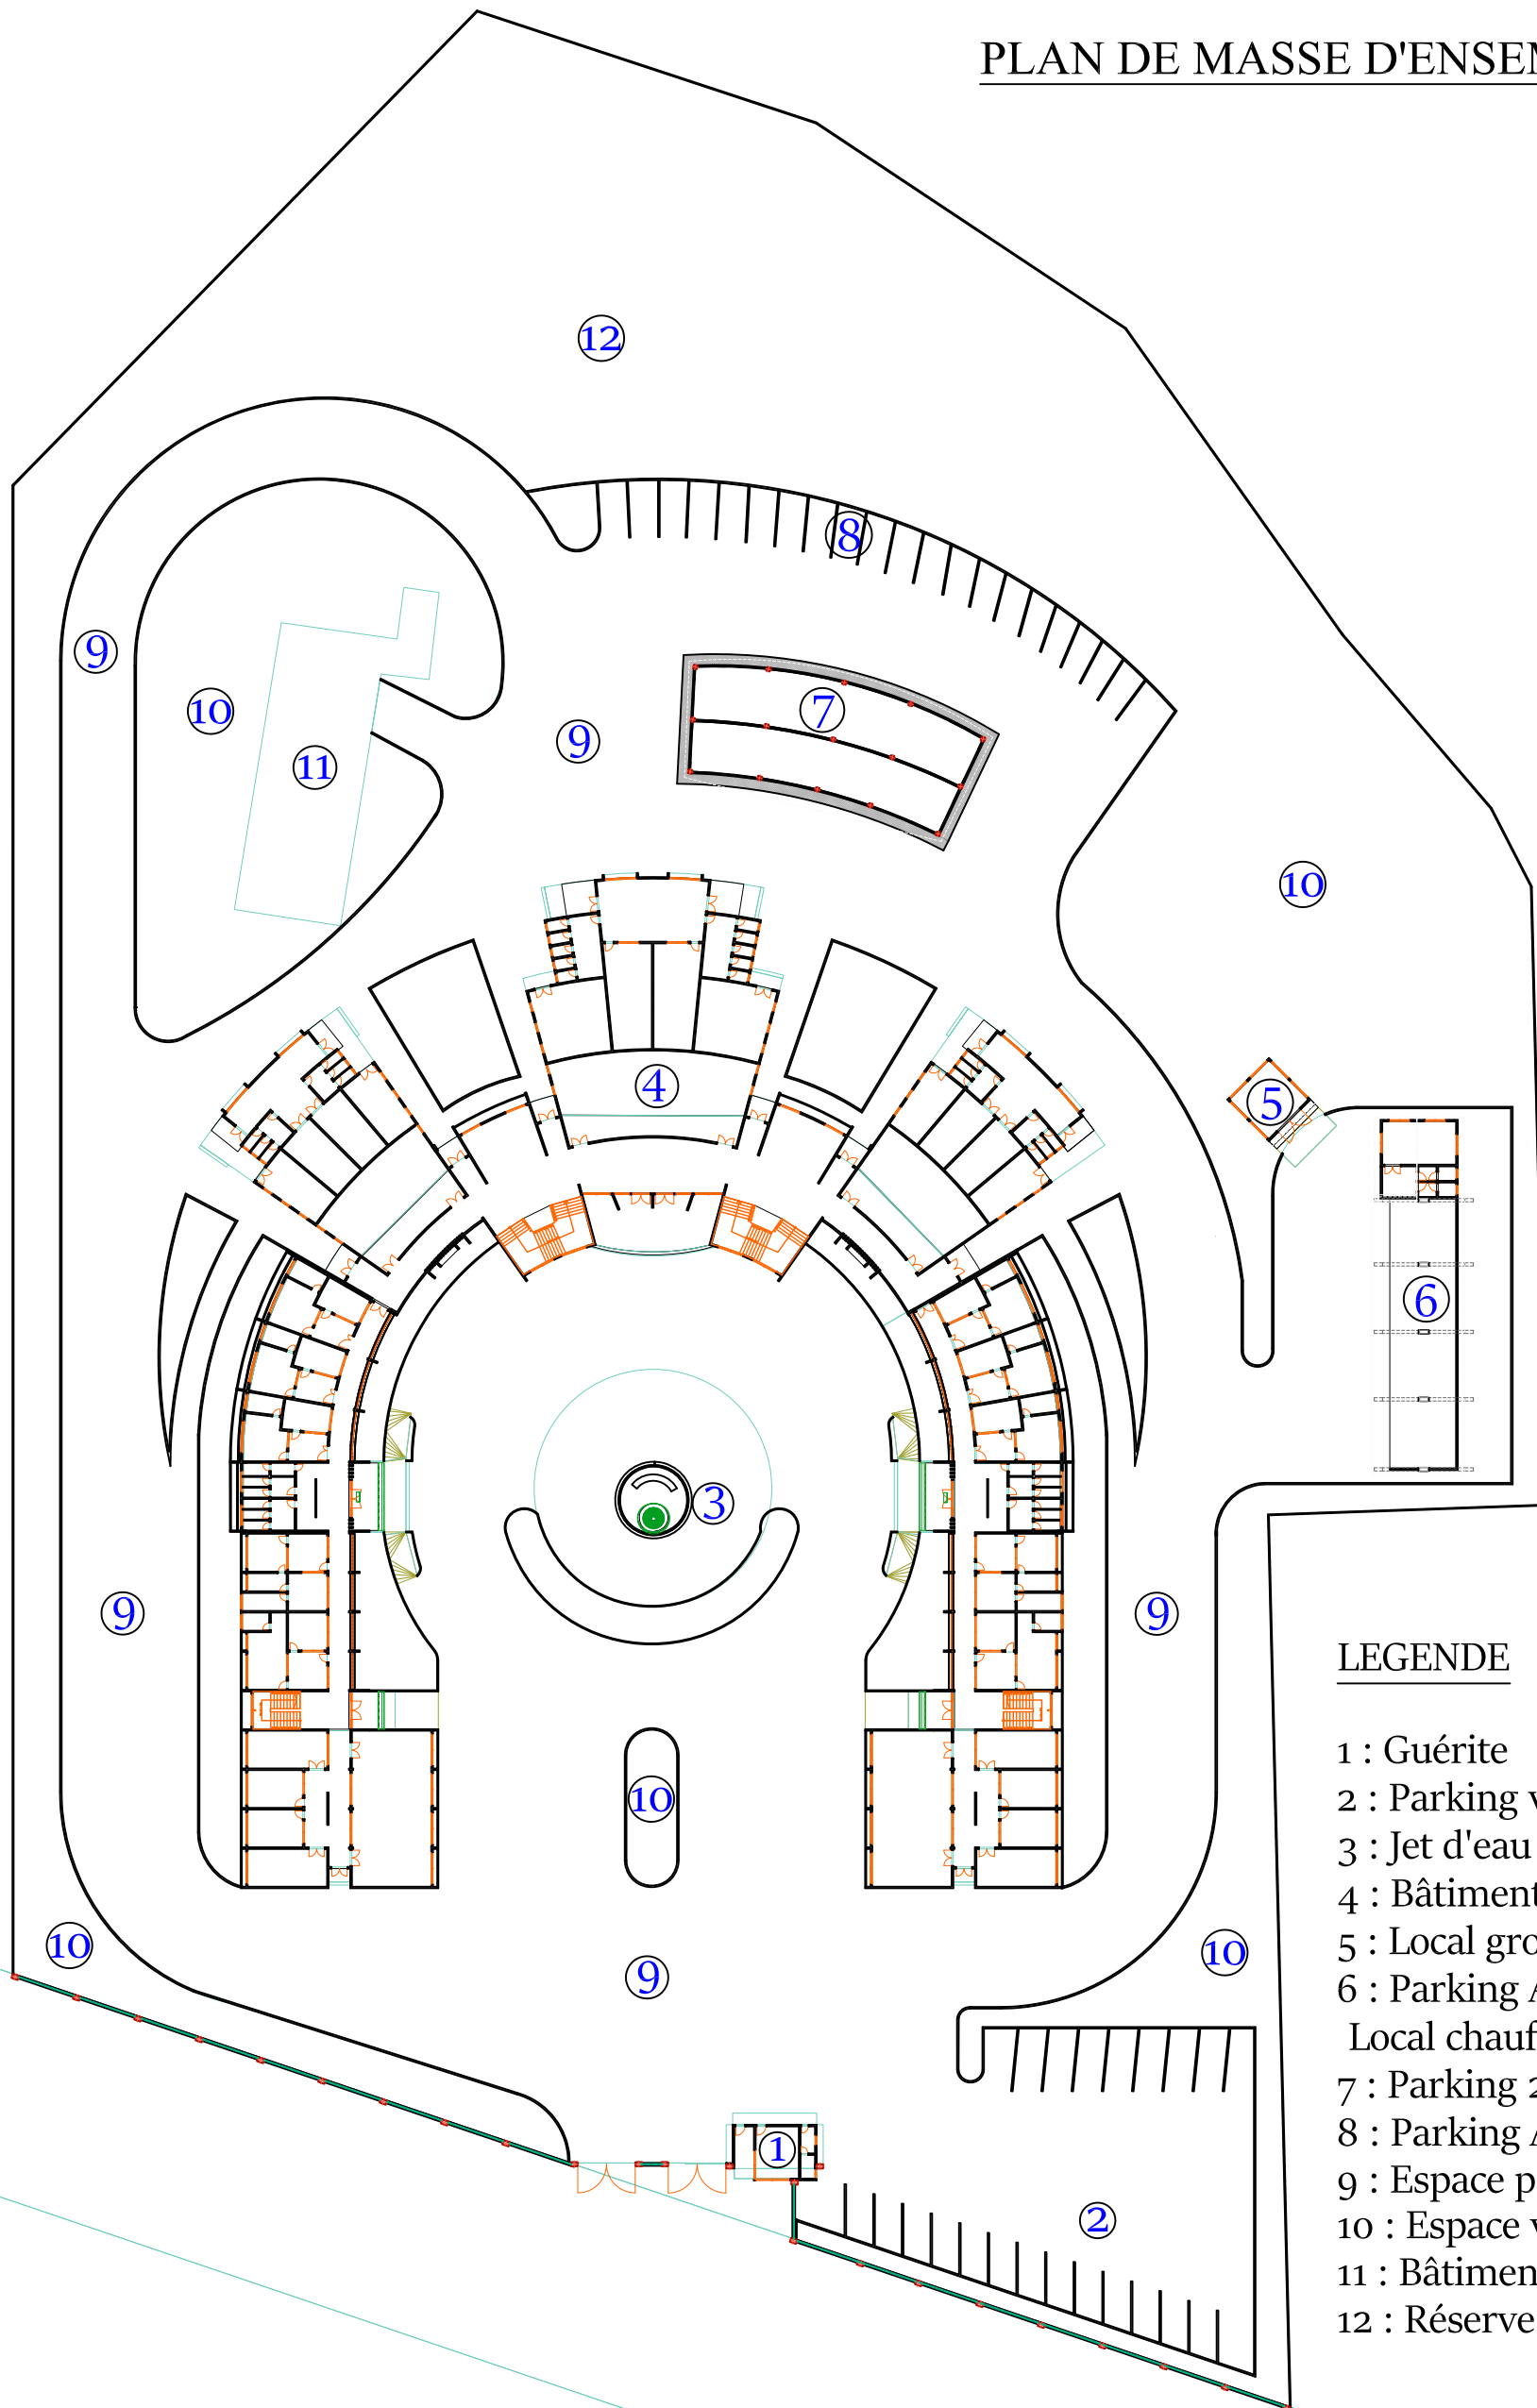 PLAN DE MASSE D'ENSEM
12
8
9
10
7
11
9
10
4
5
6
3
9
9
10
10
10
9
1
2
LEGENDE
1 : Guérite
2 : Parking v
3 : Jet d'eau
4 : Bâtiment
5 : Local gro
6 : Parking A
Local chauf
7 : Parking 2
8 : Parking A
9 : Espace p
10 : Espace v
11 : Bâtimen
12 : Réserve